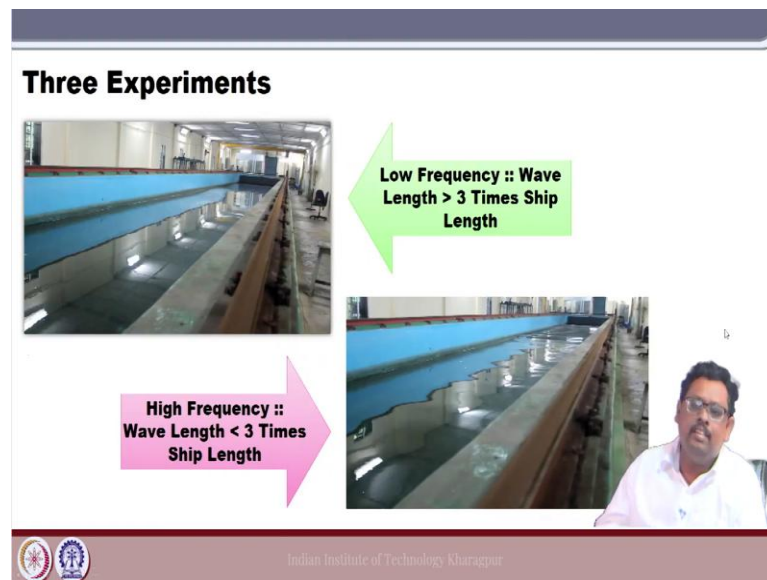 Three Experiments
Low Frequency :: Wave
Length > 3 Times Ship
Length
High Frequency ::
Wave Length < 3 Times
Ship Length
Indian Institute of Technology Kharagpur